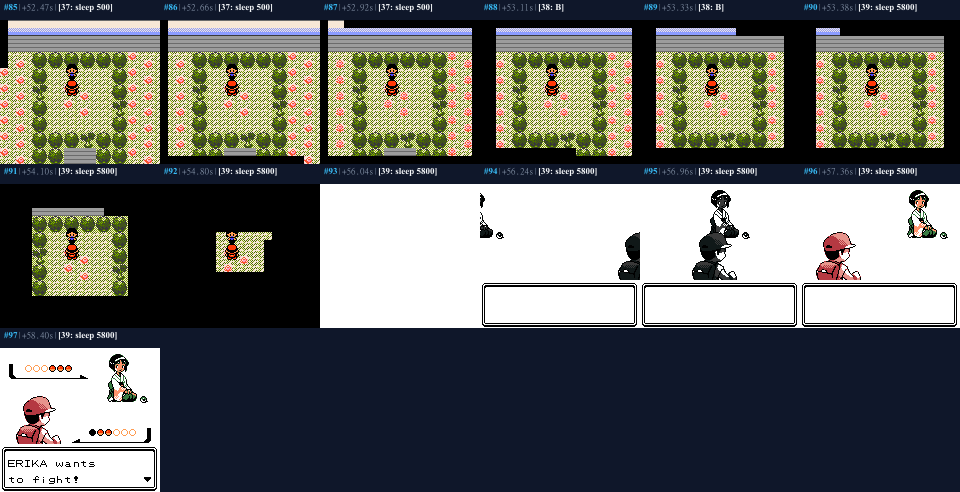 #85|+52.47s| [37: sleep 500]
#86|+52.66s| [37: sleep 500]
#87|+52.92s| [37: sleep 500]
#88|+53.11s| [38: B]
#89|+53.33s| [38: B]
#90|+53.38s| [39: sleep 5800]
#91|+54.10s| [39: sleep 5800]
#92|+54.80s| [39: sleep 5800]
#93|+56.04s| [39: sleep 5800]
#94|+56.24s| [39: sleep 5800]
#95|+56.96s| [39: sleep 5800]
#96|+57.36s| [39: sleep 5800]
#97|+58.40s| [39: sleep 5800]
ERIKA wants
to fight!